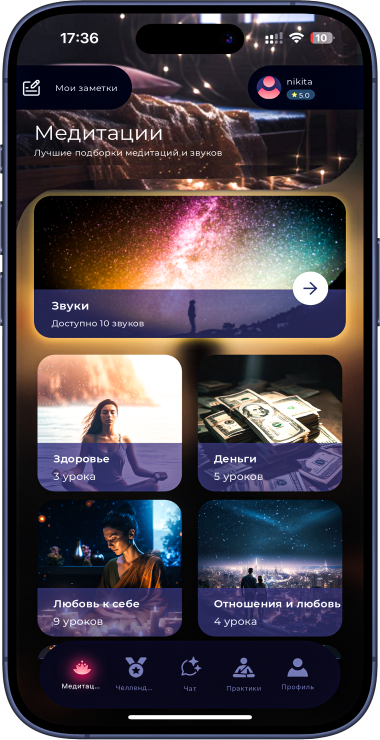 17:36
10
Мои заметки
nikita
5.0
Медитации
Лучшие подборки медитаций и звуков
Звуки
Доступно 10 звуков
Здоровье
3 урока
Деньги
5 уроков
Любовь к себе
9 уроков
Отношения и любовь
4 урока
Медитац...
Челленд...
Чат
Практики
Профиль